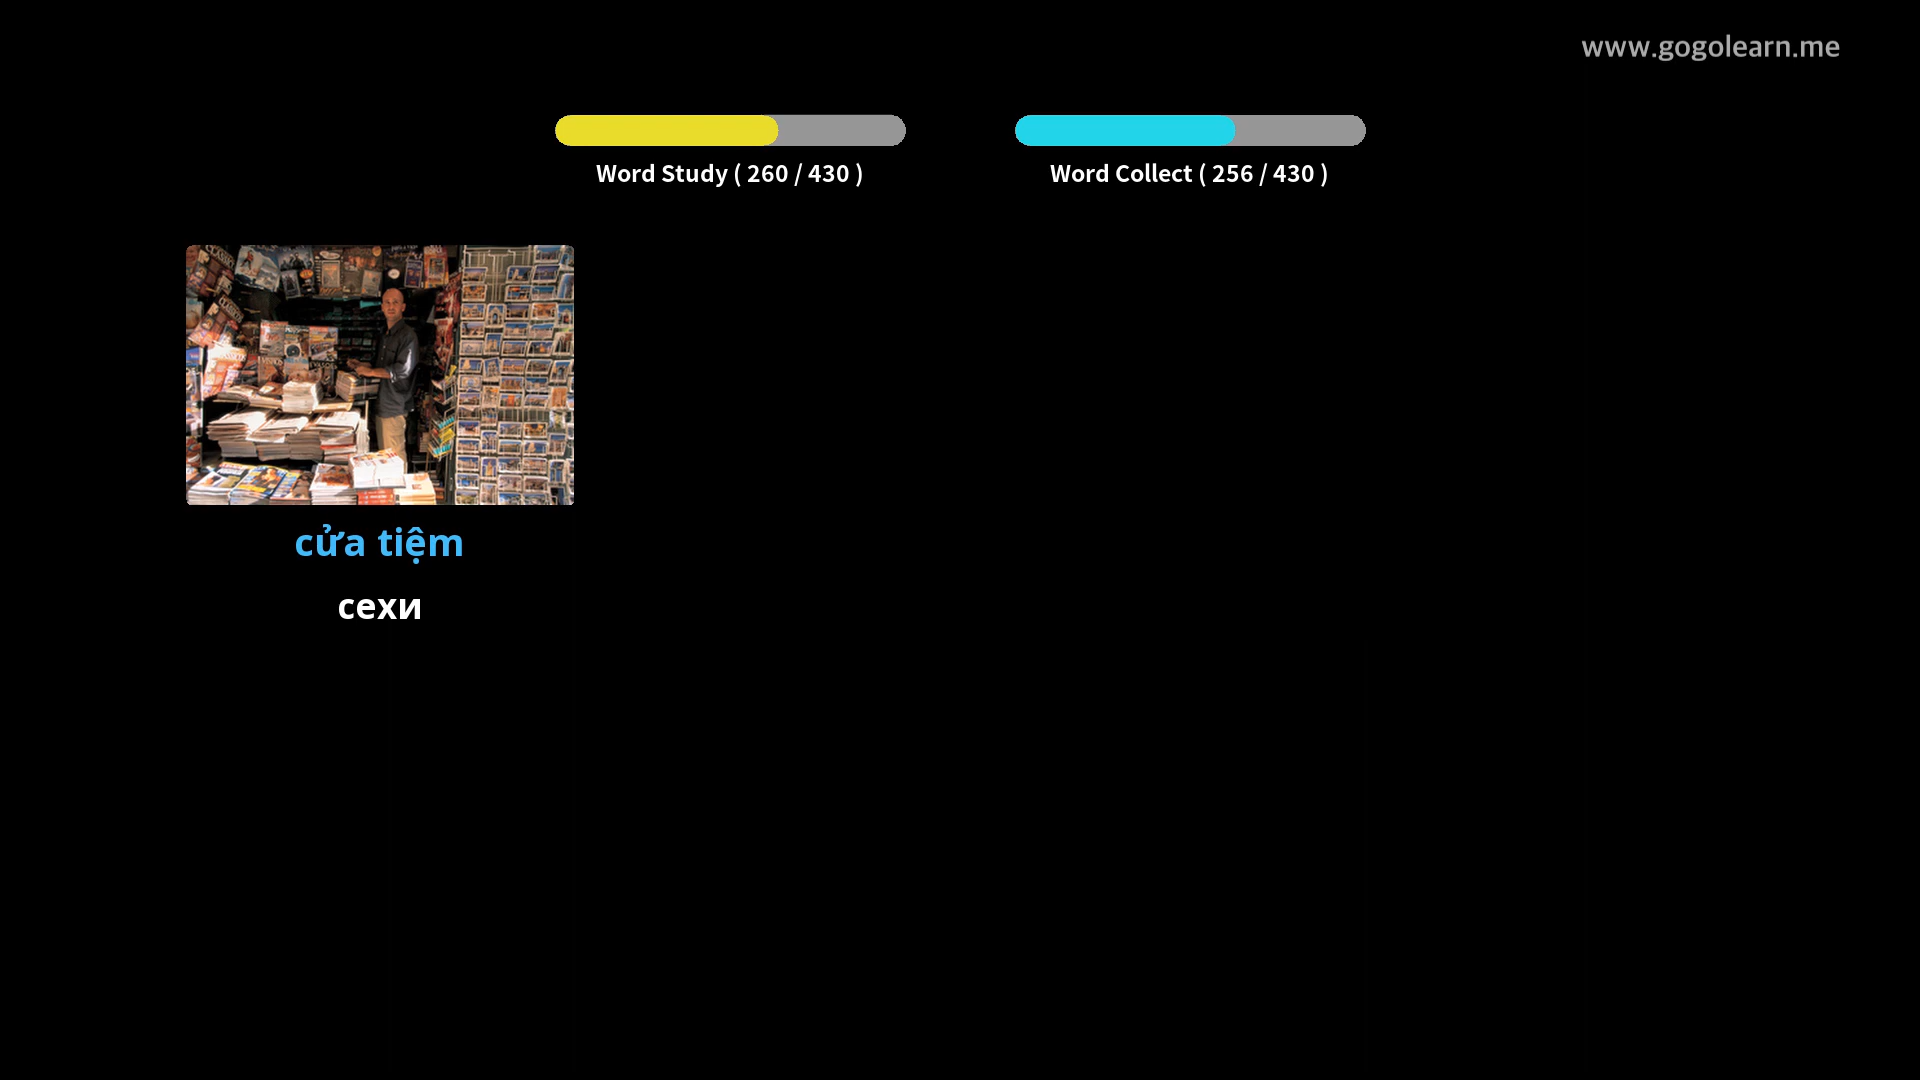 www.gogolearn.me
Word Study ( 260 / 430 )
Word Collect ( 256 / 430 )
cửa tiệm
сехи